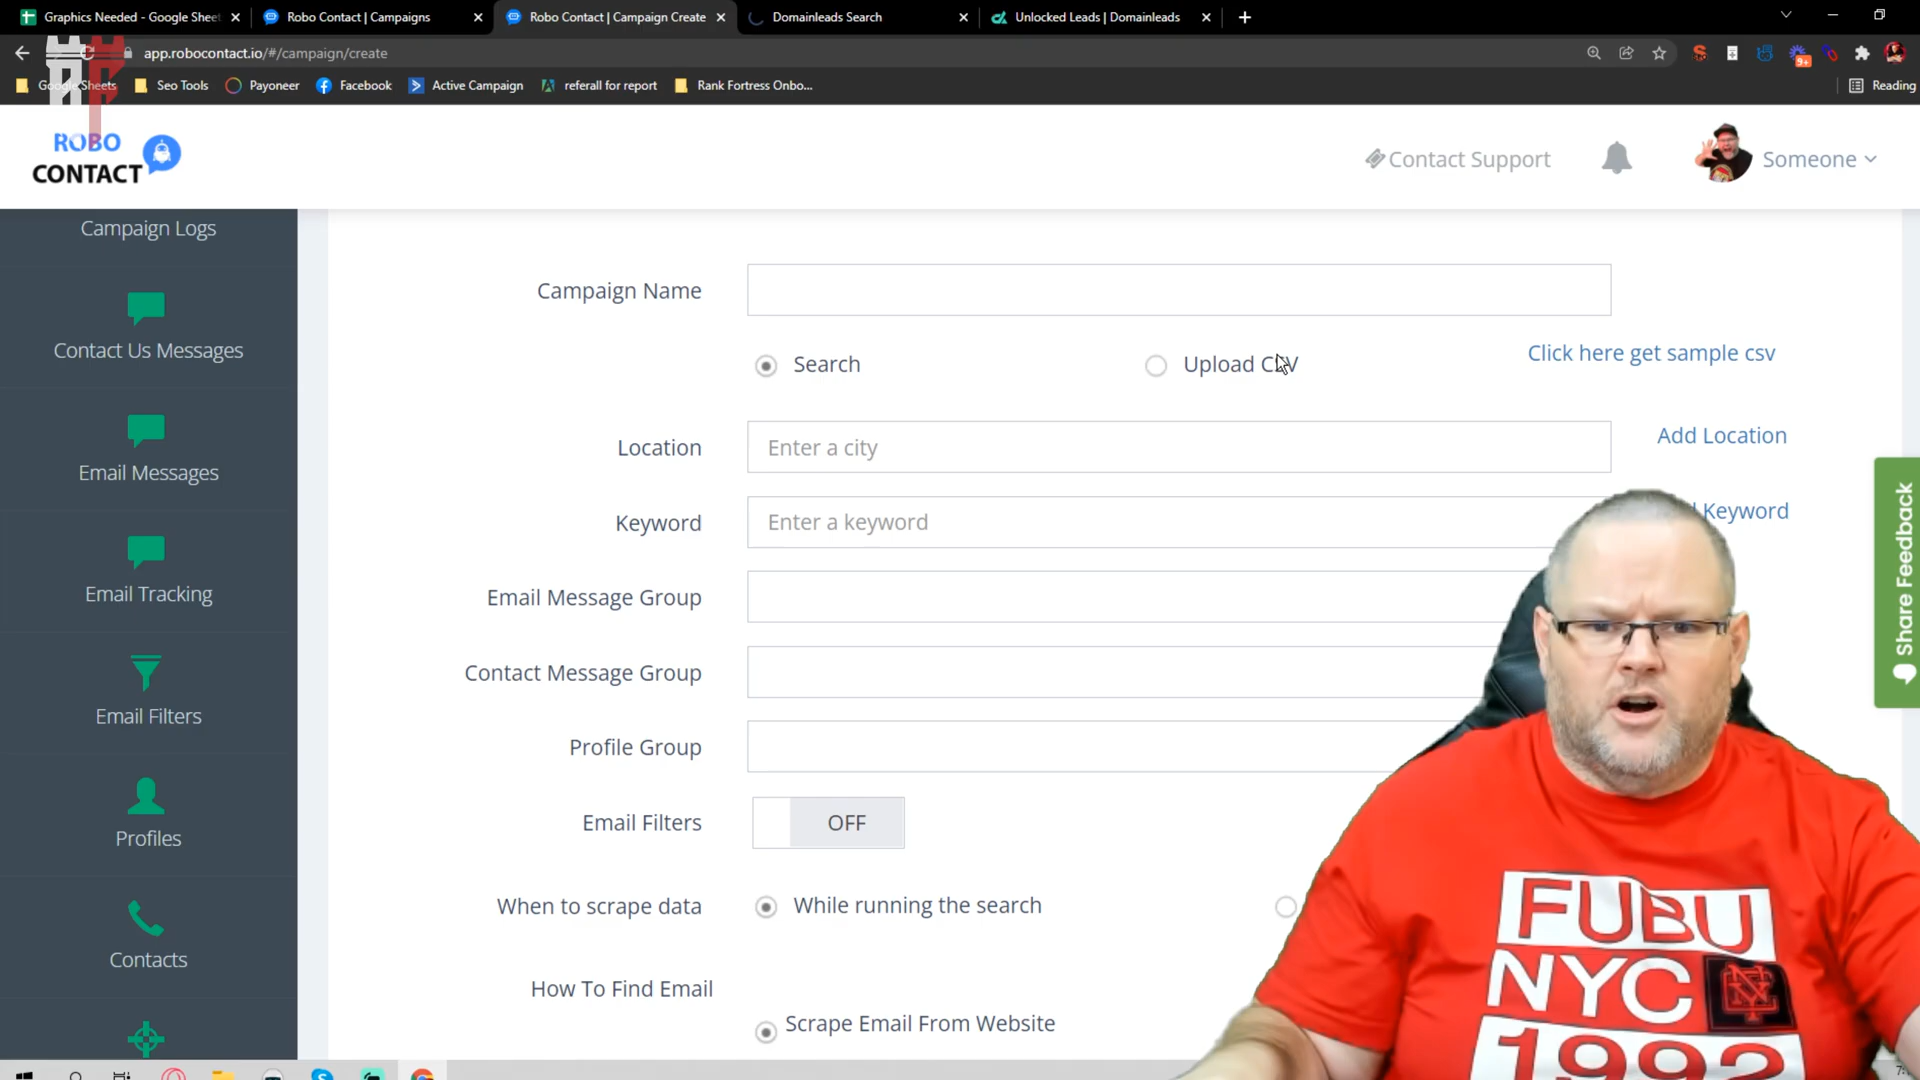 Graphics Needed - Google Sheet
Robo Contact | Campaigns
Robo Contact | Campaign Create
Domainleads Search
Unlocked Leads | Domainleads
app.robocontact.io/#/campaign/create
Google Sheets
Seo Tools
Payoneer
Facebook
Active Campaign
referall for report
Rank Fortress Onbo...
Reading
9+
ROBO
CONTACT
Contact Support
Someone
Campaign Logs
Contact Us Messages
Email Messages
Email Tracking
Email Filters
Profiles
Contacts
Campaign Name
Search
Upload CSV
Click here get sample csv
Location
Enter a city
Add Location
Keyword
Enter a keyword
Keyword
Email Message Group
Contact Message Group
Profile Group
Email Filters
OFF
When to scrape data
While running the search
How To Find Email
Scrape Email From Website
Share Feedback
FUBU
NYC
1992